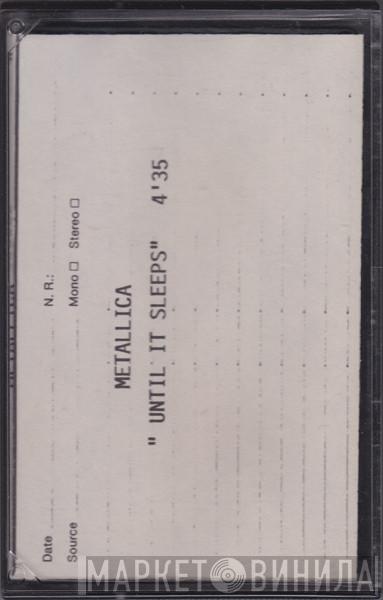 Date N. R.:
Source Mono □ Stereo □
METALLICA
" UNTIL IT SLEEPS" 4'35
МАРКЕТ ВИНИЛА